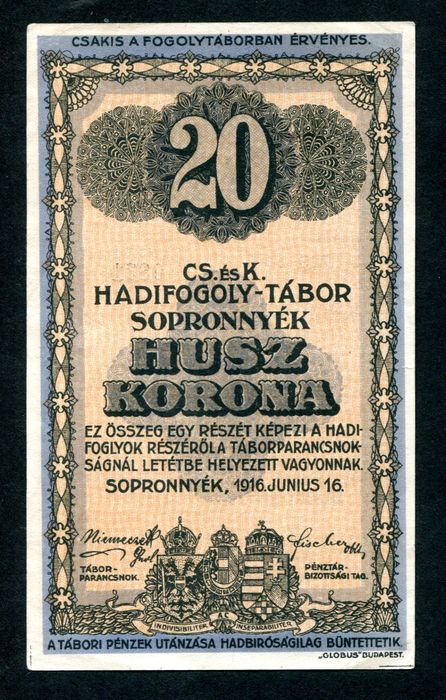 CSAKIS A FOGOLYTÁBORBAN ÉRVÉNYES.
20
CS. ÉS K.
HADIFOGOLY-TÁBOR
SOPRONNYÉK
HUSZ
KORONA
EZ ÖSSZEG EGY RÉSZÉT KÉPEZI A HADI-
FOGLYOK RÉSZÉRŐL A TÁBORPARANCSNOK-
SÁGNÁL LETÉTBE HELYEZETT VAGYONNAK.
SOPRONNYÉK, 1916. JUNIUS 16.
TÁBOR-
PARANCSNOK.
PÉNZTÁR-
BIZOTTSÁGI TAG.
INDIVISIBILITER AC INSEPARABILITER
A TÁBORI PÉNZEK UTÁNZÁSA HADBIRÓSÁGILAG BÜNTETTETIK.
„GLOBUS" BUDAPEST.